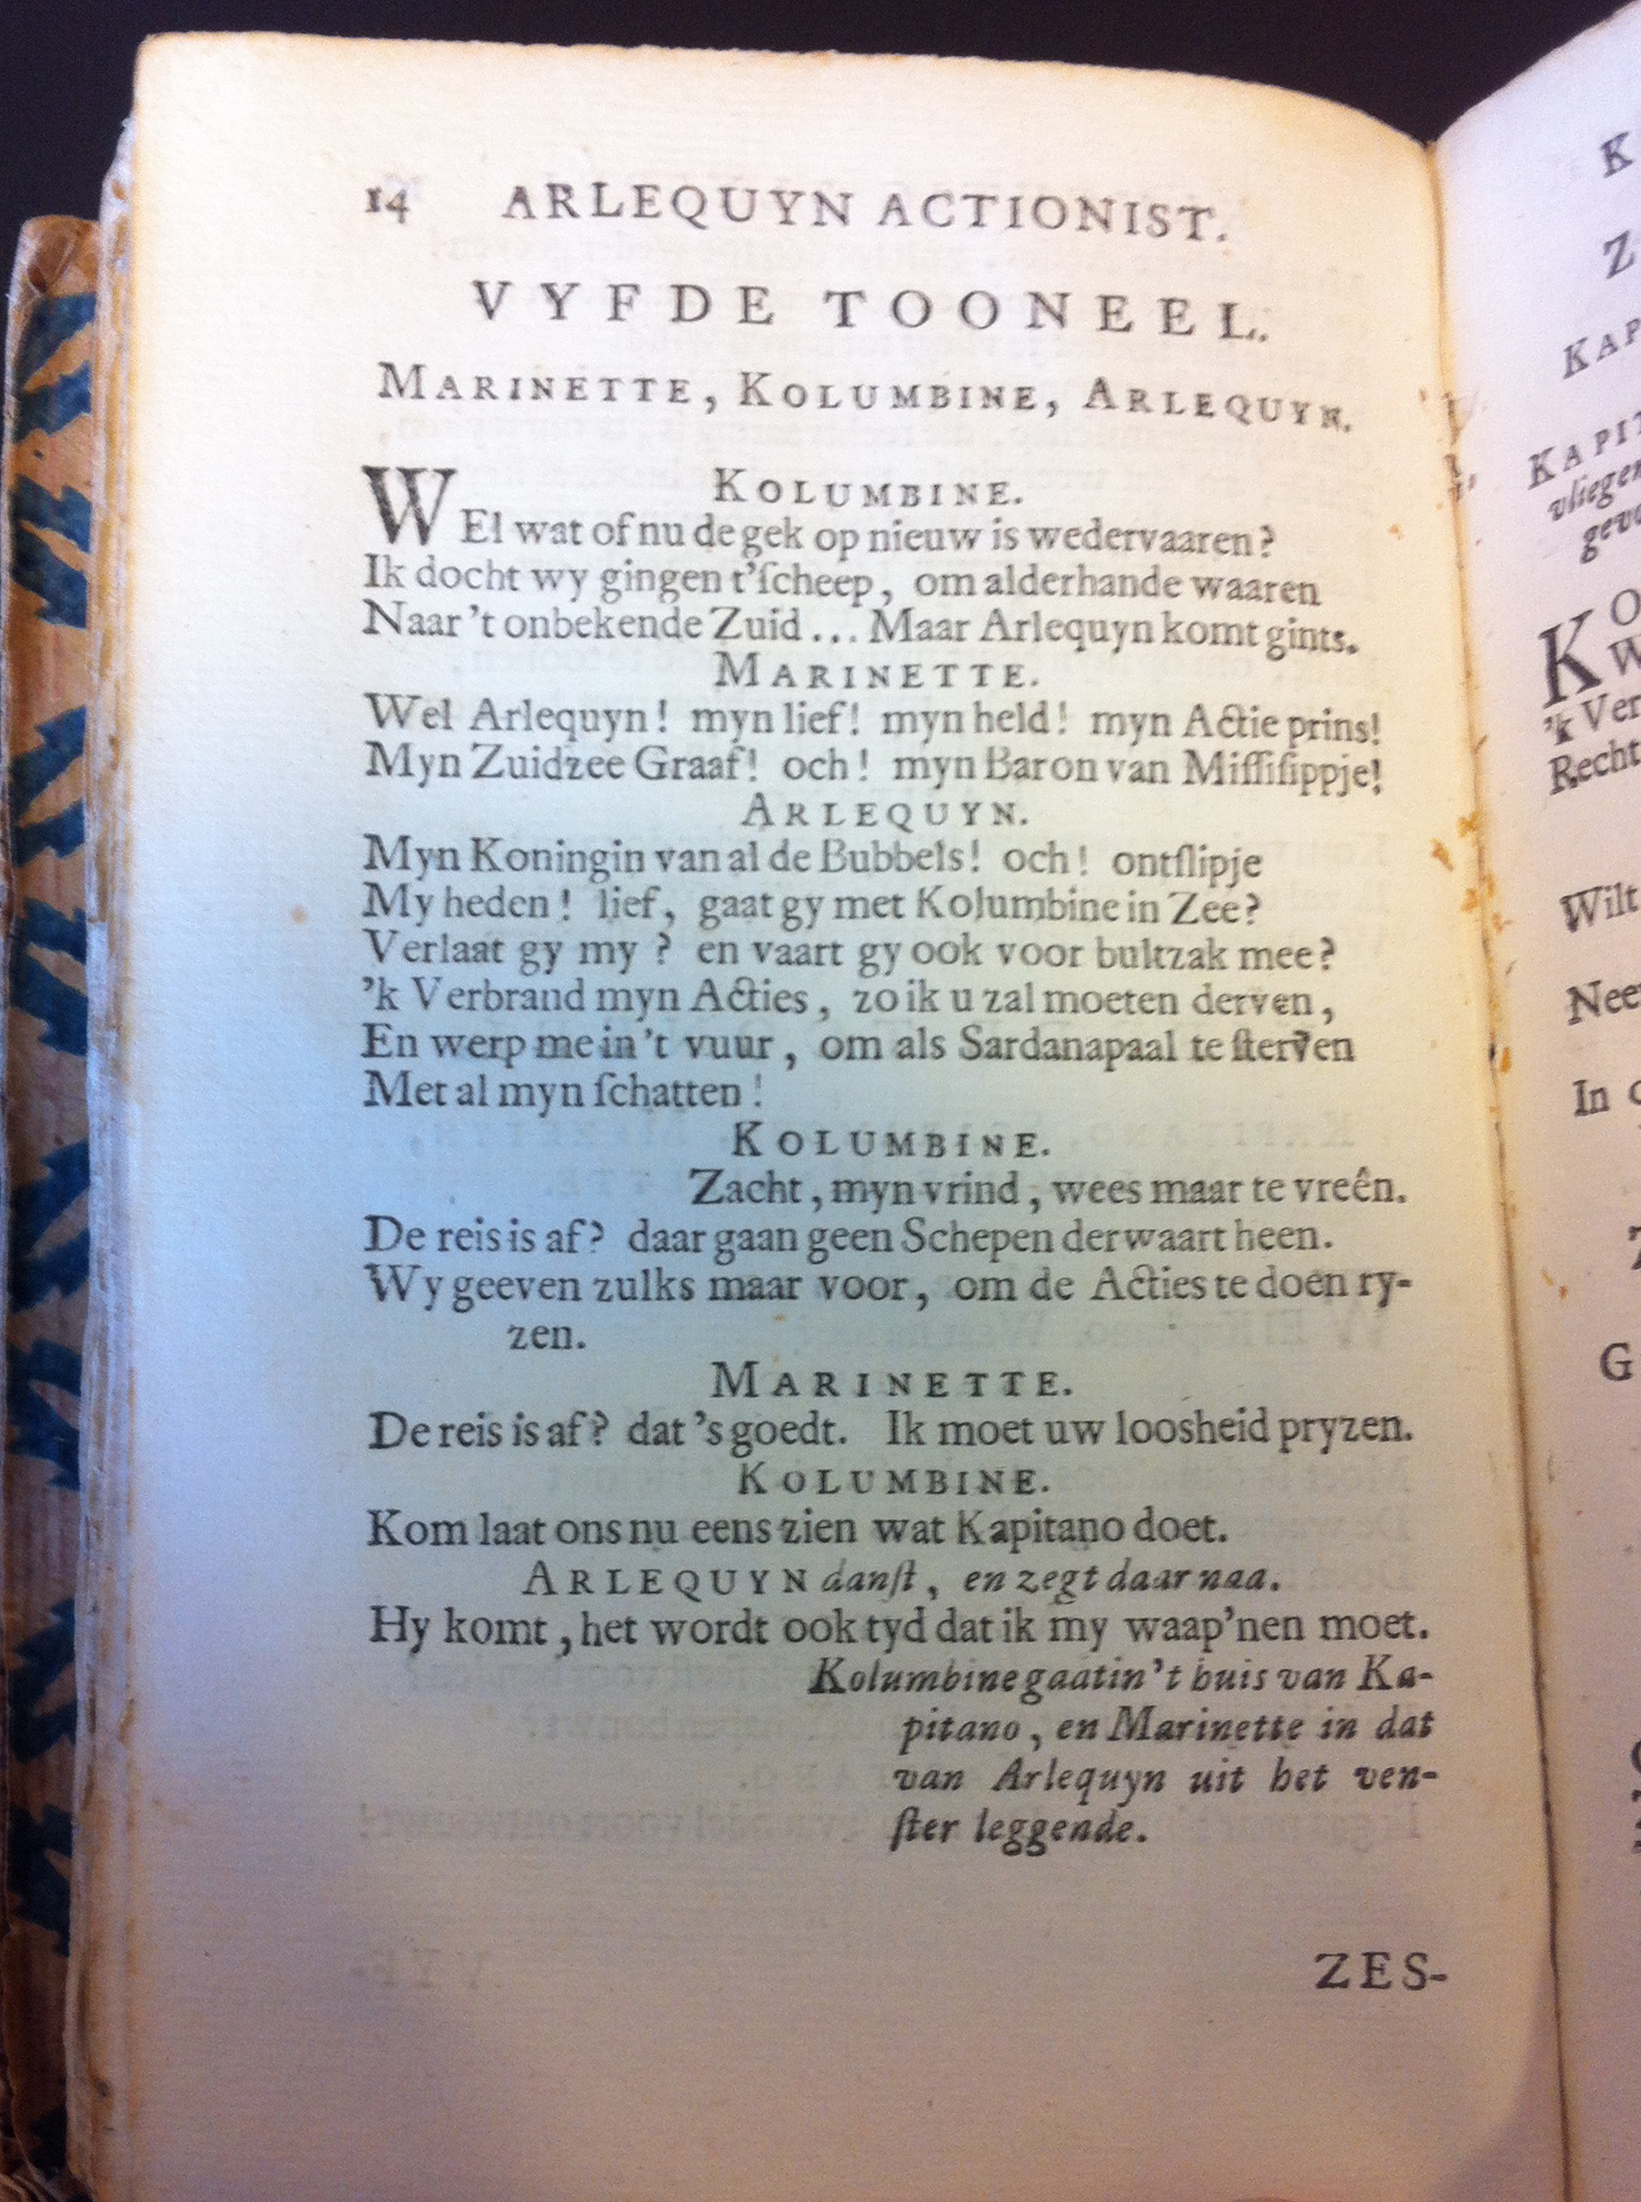 14 ARLEQUYN ACTIONIST.
VYFDE TOONEEL.
MARINETTE, KOLUMBINE, ARLEQUYN.
KOLUMBINE.
WEl wat of nu de gek op nieuw is wedervaaren?
Ik docht wy gingen t'ſcheep, om alderhande waaren
Naar 't onbekende Zuid... Maar Arlequyn komt gints.
MARINETTE.
Wel Arlequyn! myn lief! myn held! myn Actie prins!
Myn Zuidzee Graaf! och! myn Baron van Miſſiſippje!
ARLEQUYN.
Myn Koningin van al de Bubbels! och! ontſlipje
My heden! lief, gaat gy met Kolumbine in Zee?
Verlaat gy my? en vaart gy ook voor bultzak mee?
'k Verbrand myn Acties, zo ik u zal moeten derven,
En werp me in 't vuur, om als Sardanapaal te ſterven
Met al myn ſchatten!
KOLUMBINE.
Zacht, myn vrind, wees maar te vreên.
De reis is af? daar gaan geen Schepen derwaart heen.
Wy geeven zulks maar voor, om de Acties te doen ry-
zen.
MARINETTE.
De reis is af? dat 's goedt. Ik moet uw loosheid pryzen.
KOLUMBINE.
Kom laat ons nu eens zien wat Kapitano doet.
ARLEQUYN danſt, en zegt daar naa.
Hy komt, het wordt ook tyd dat ik my waap'nen moet.
Kolumbine gaat in 't huis van Ka-
pitano, en Marinette in dat
van Arlequyn uit het ven-
ſter leggende.
ZES-
K
Z
KAP
KAPIT
vliegen
gevo
KO
W
'k Ver
Recht
Wilt
Nee
In
G